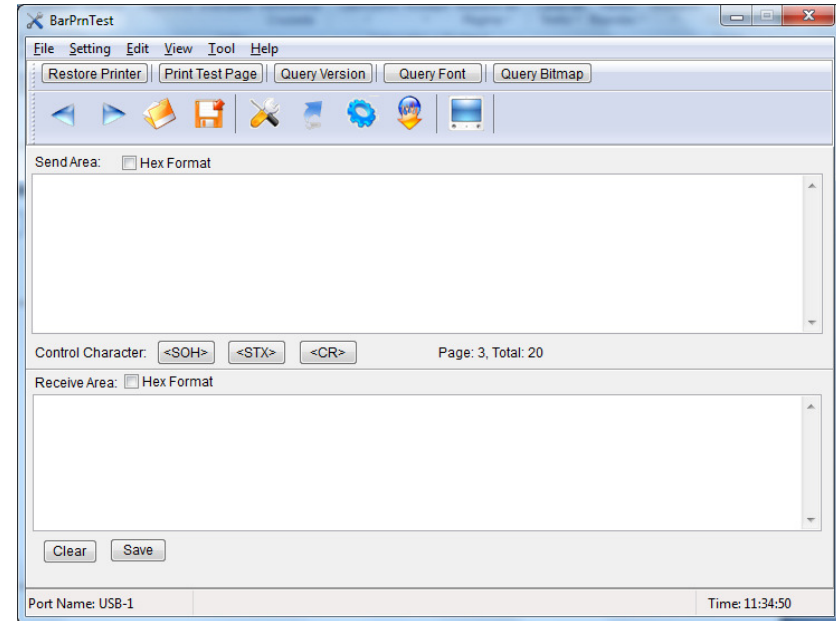 BarPrnTest
File Setting Edit View Tool Help
Restore Printer Print Test Page Query Version Query Font Query Bitmap
Send Area: Hex Format
Control Character: <SOH> <STX> <CR> Page: 3, Total: 20
Receive Area: Hex Format
Clear Save
Port Name: USB-1 Time: 11:34:50